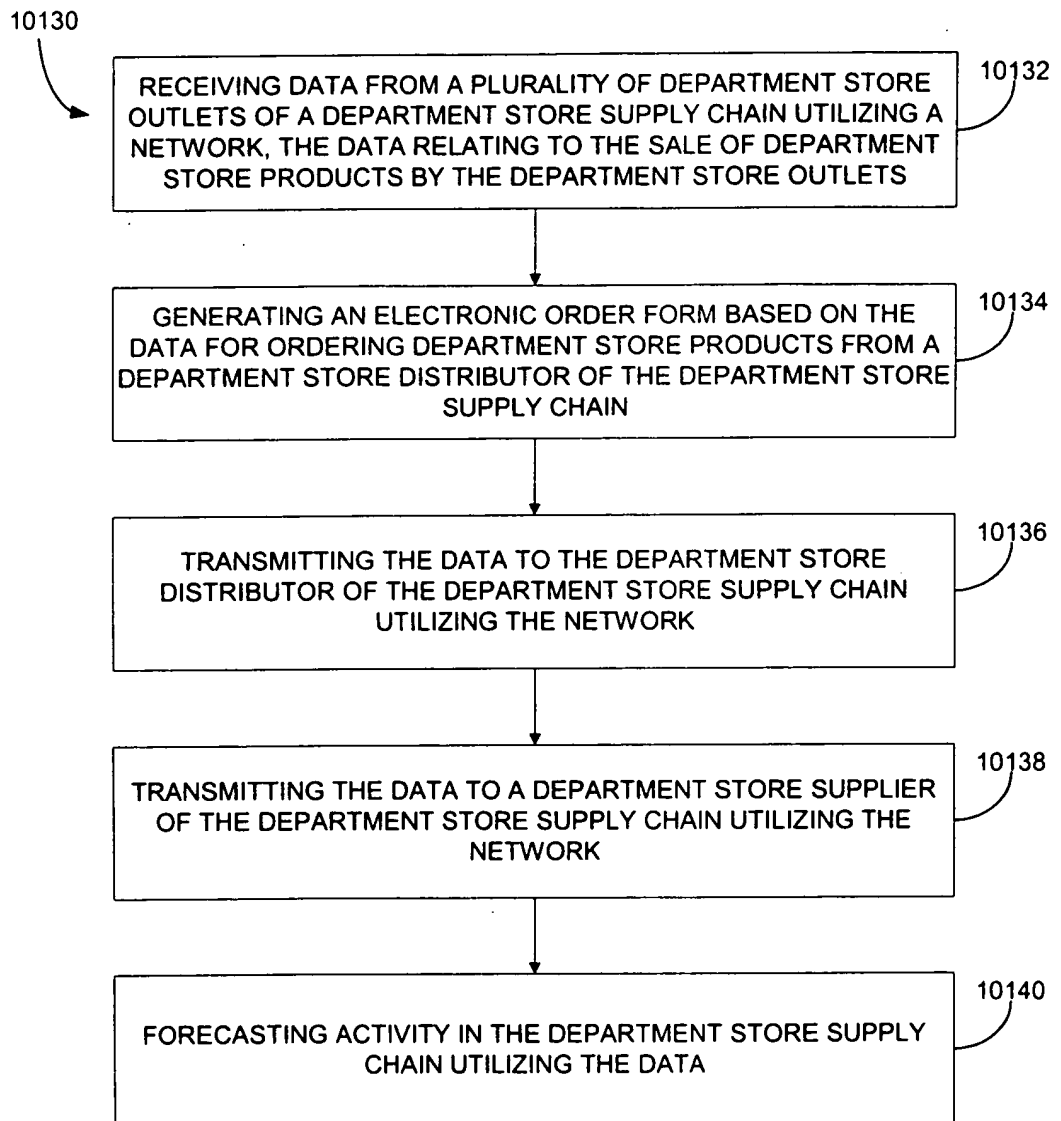 10130
RECEIVING DATA FROM A PLURALITY OF DEPARTMENT STORE
OUTLETS OF A DEPARTMENT STORE SUPPLY CHAIN UTILIZING A
NETWORK, THE DATA RELATING TO THE SALE OF DEPARTMENT
STORE PRODUCTS BY THE DEPARTMENT STORE OUTLETS
10132
GENERATING AN ELECTRONIC ORDER FORM BASED ON THE
DATA FOR ORDERING DEPARTMENT STORE PRODUCTS FROM A
DEPARTMENT STORE DISTRIBUTOR OF THE DEPARTMENT STORE
SUPPLY CHAIN
10134
TRANSMITTING THE DATA TO THE DEPARTMENT STORE
DISTRIBUTOR OF THE DEPARTMENT STORE SUPPLY CHAIN
UTILIZING THE NETWORK
10136
TRANSMITTING THE DATA TO A DEPARTMENT STORE SUPPLIER
OF THE DEPARTMENT STORE SUPPLY CHAIN UTILIZING THE
NETWORK
10138
FORECASTING ACTIVITY IN THE DEPARTMENT STORE SUPPLY
CHAIN UTILIZING THE DATA
10140